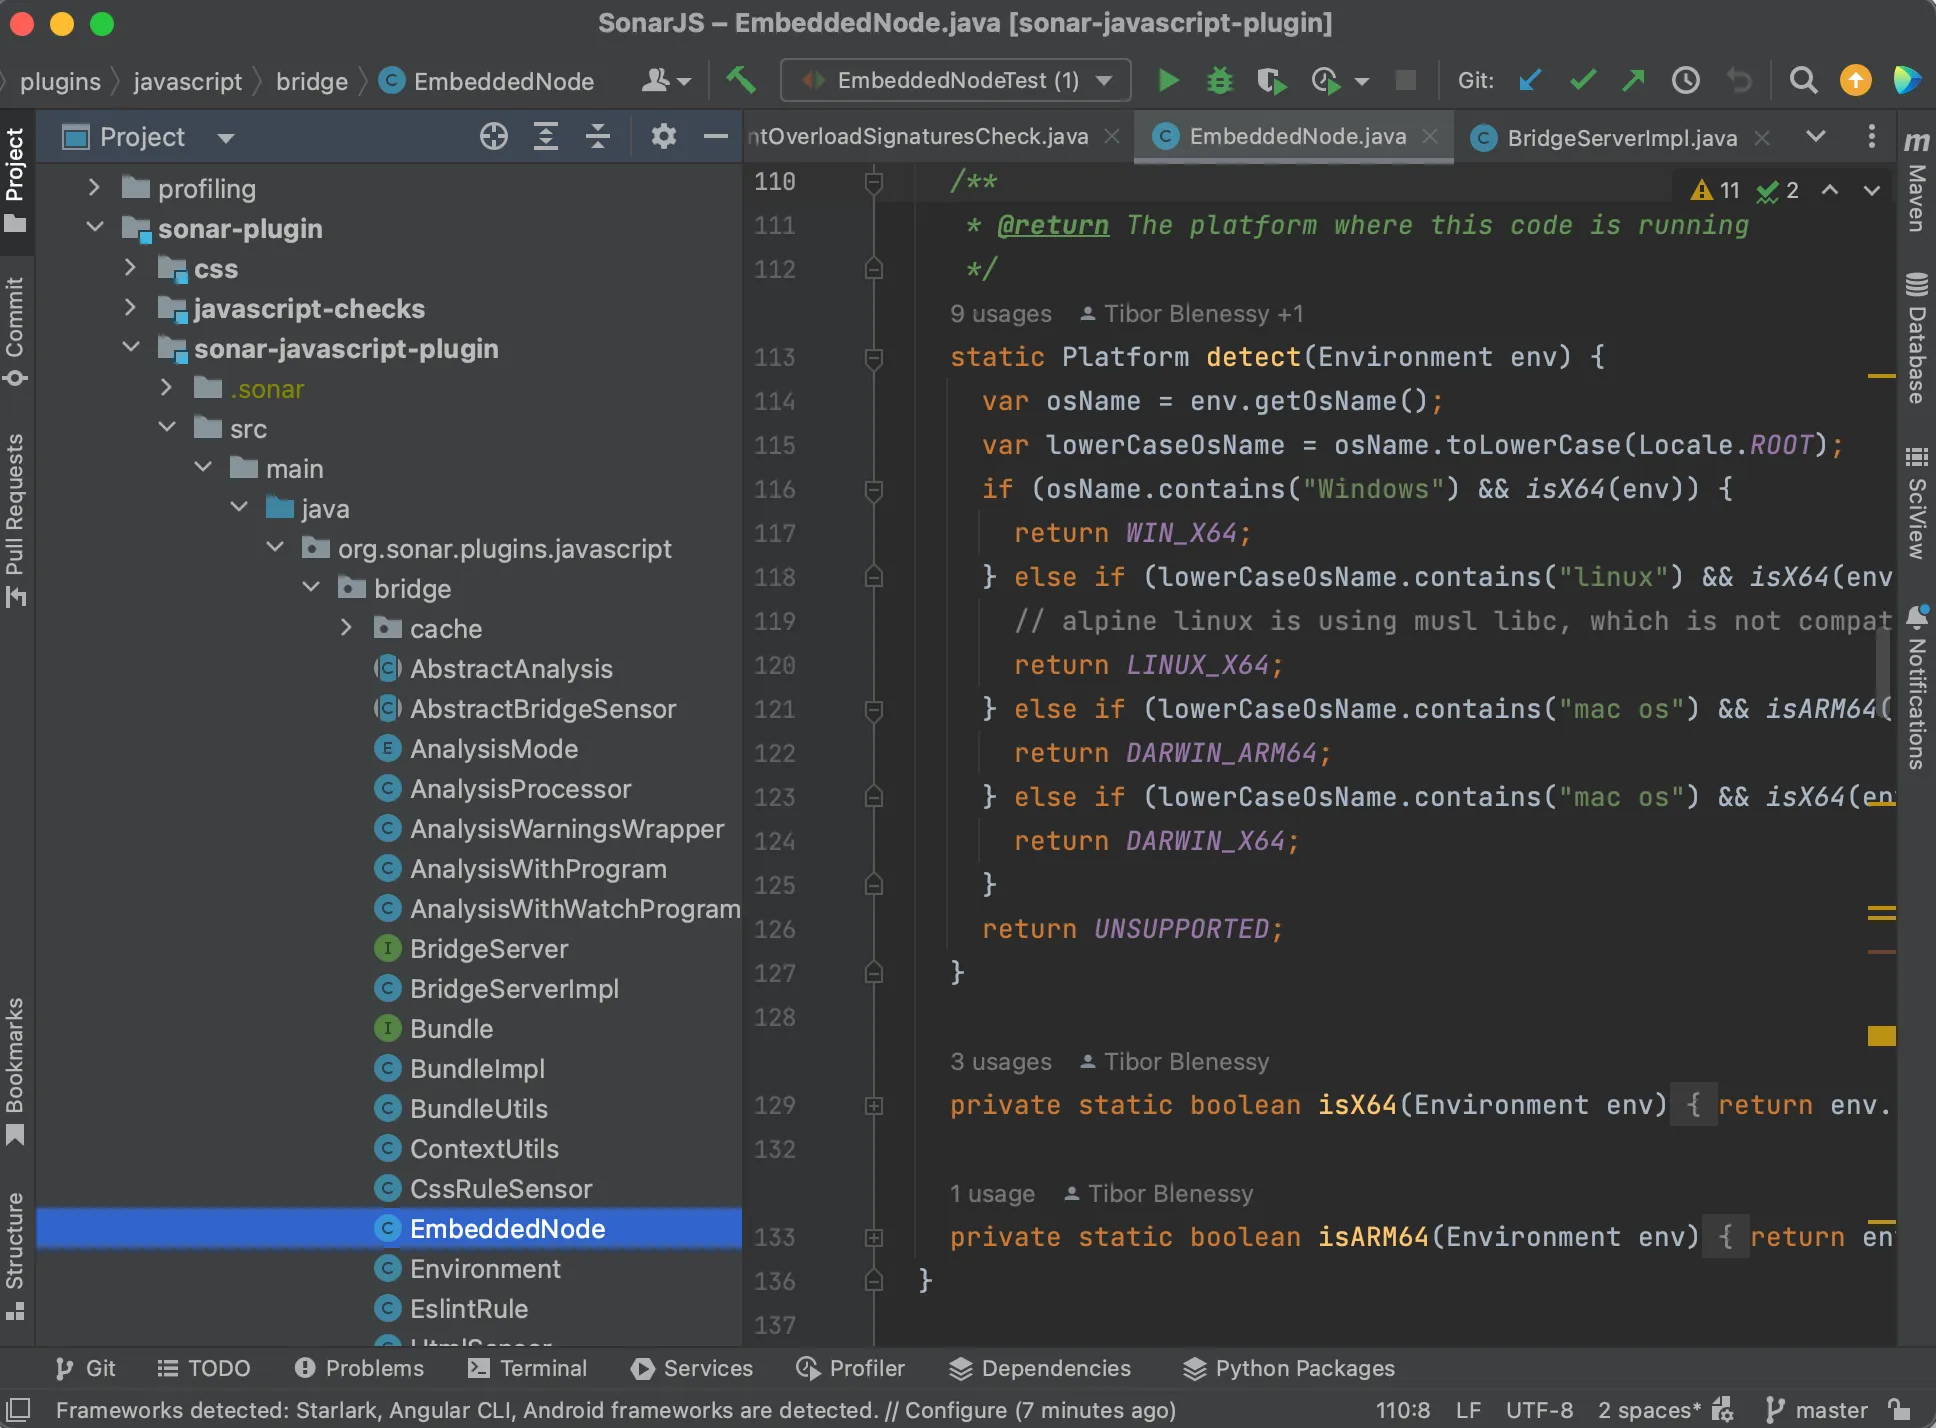 SonarJS – EmbeddedNode.java [sonar-javascript-plugin]
plugins javascript bridge EmbeddedNode EmbeddedNodeTest (1) Git:
Project
ntOverloadSignaturesCheck.java EmbeddedNode.java BridgeServerImpl.java
Project
Commit
Pull Requests
Bookmarks
Structure
profiling
sonar-plugin
css
javascript-checks
sonar-javascript-plugin
.sonar
src
main
java
org.sonar.plugins.javascript
bridge
cache
AbstractAnalysis
AbstractBridgeSensor
AnalysisMode
AnalysisProcessor
AnalysisWarningsWrapper
AnalysisWithProgram
AnalysisWithWatchProgram
BridgeServer
BridgeServerImpl
Bundle
BundleImpl
BundleUtils
ContextUtils
CssRuleSensor
EmbeddedNode
Environment
EslintRule
11 2
110 /**
111 * @return The platform where this code is running
112 */
9 usages Tibor Blenessy +1
113 static Platform detect(Environment env) {
114 var osName = env.getOsName();
115 var lowerCaseOsName = osName.toLowerCase(Locale.ROOT);
116 if (osName.contains("Windows") && isX64(env)) {
117 return WIN_X64;
118 } else if (lowerCaseOsName.contains("linux") && isX64(env
119 // alpine linux is using musl libc, which is not compat
120 return LINUX_X64;
121 } else if (lowerCaseOsName.contains("mac os") && isARM64(
122 return DARWIN_ARM64;
123 } else if (lowerCaseOsName.contains("mac os") && isX64(en
124 return DARWIN_X64;
125 }
126 return UNSUPPORTED;
127 }
128
3 usages Tibor Blenessy
129 private static boolean isX64(Environment env) { return env.
132
1 usage Tibor Blenessy
133 private static boolean isARM64(Environment env) { return en
136 }
137
m Maven
Database
SciView
Notifications
Git TODO Problems Terminal Services Profiler Dependencies Python Packages
Frameworks detected: Starlark, Angular CLI, Android frameworks are detected. // Configure (7 minutes ago) 110:8 LF UTF-8 2 spaces* master